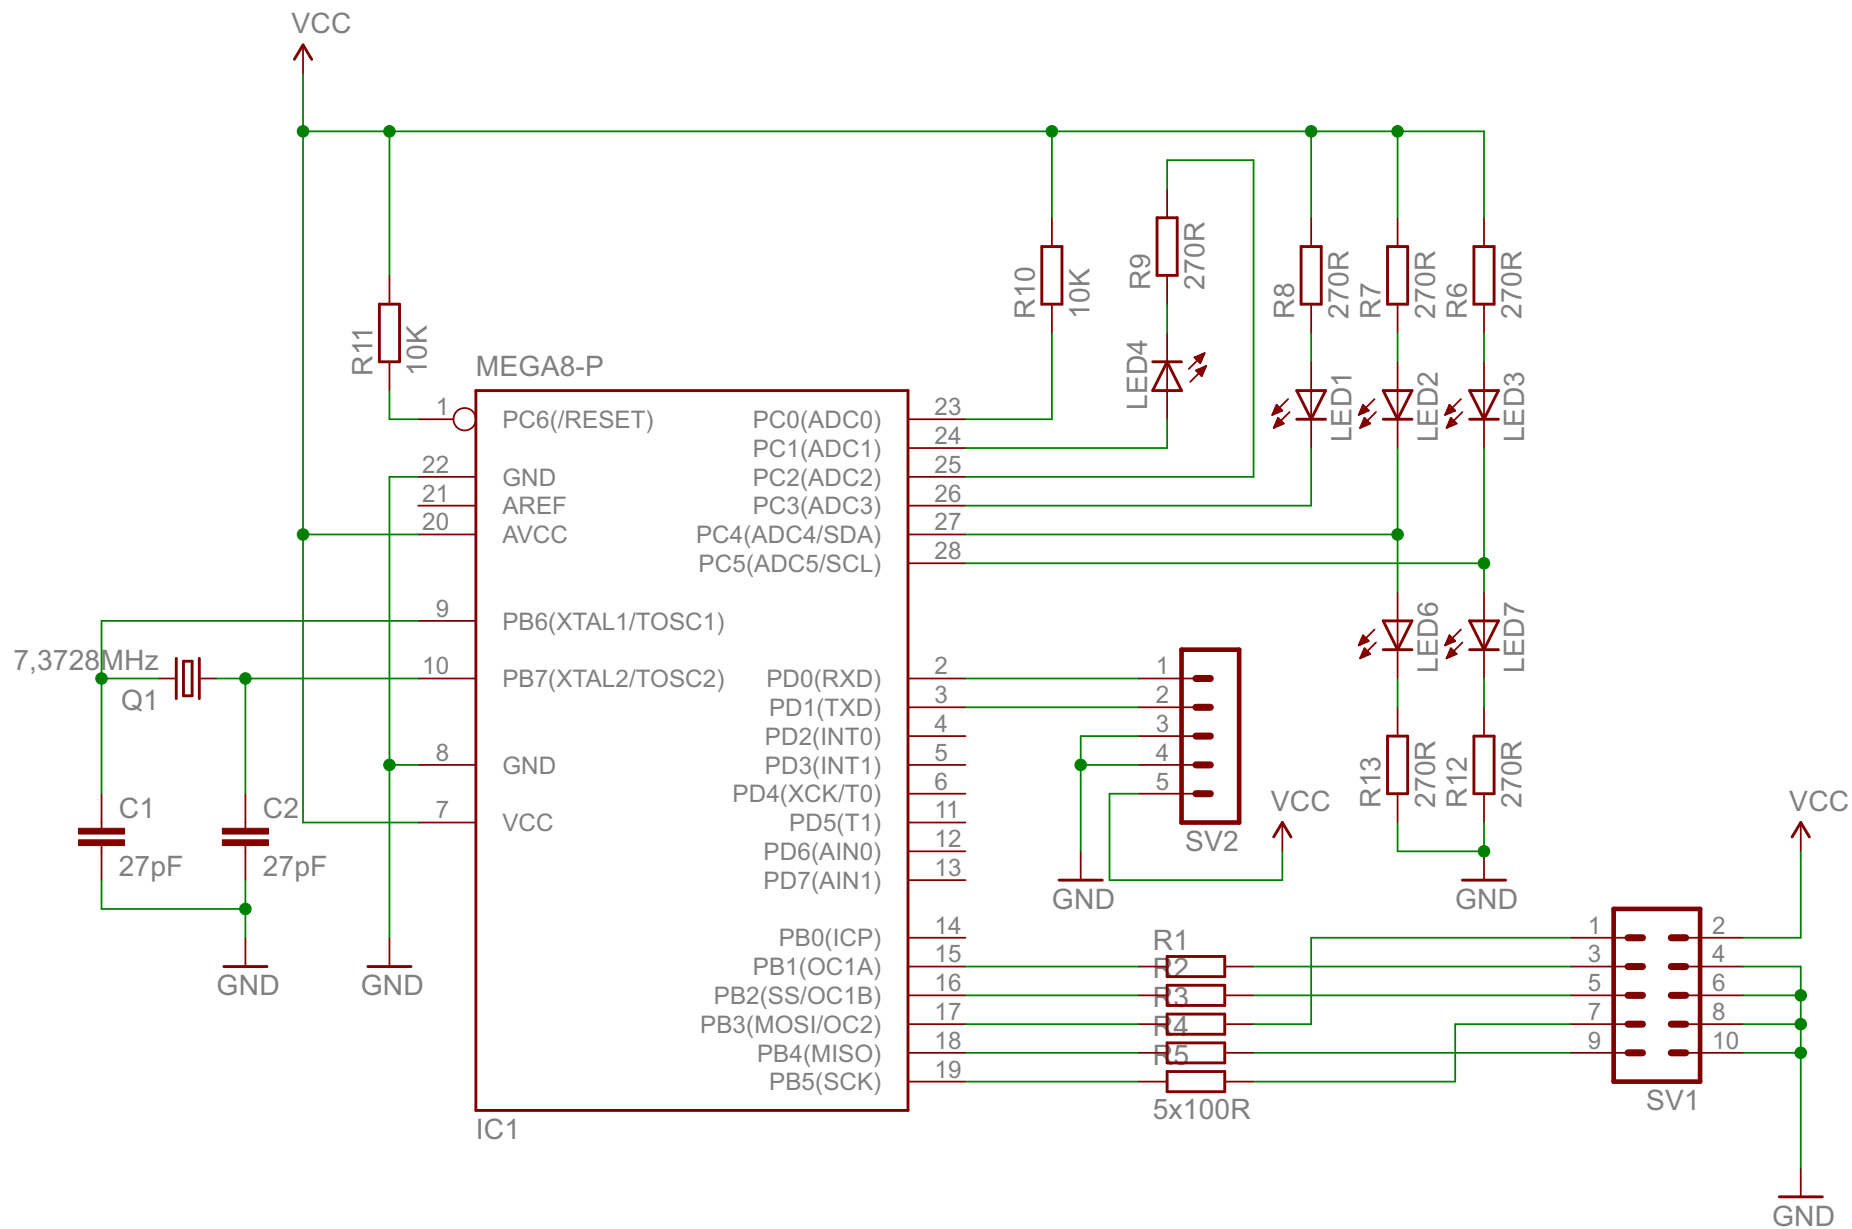 VCC
R11
10K
R10
10K
R9
270R
LED4
R8
270R
R7
270R
R6
270R
LED1
LED2
LED3
MEGA8-P
1 PC6(/RESET) PC0(ADC0) 23
PC1(ADC1) 24
22 GND PC2(ADC2) 25
21 AREF PC3(ADC3) 26
20 AVCC PC4(ADC4/SDA) 27
PC5(ADC5/SCL) 28
9 PB6(XTAL1/TOSC1)
7,3728MHz
Q1
10 PB7(XTAL2/TOSC2) PD0(RXD) 2
PD1(TXD) 3
PD2(INT0) 4
8 GND PD3(INT1) 5
PD4(XCK/T0) 6
7 VCC PD5(T1) 11
PD6(AIN0) 12
PD7(AIN1) 13
PB0(ICP) 14
PB1(OC1A) 15
PB2(SS/OC1B) 16
PB3(MOSI/OC2) 17
PB4(MISO) 18
PB5(SCK) 19
IC1
C1
27pF
C2
27pF
GND
GND
1
2
3
4
5
SV2
GND
VCC
LED6
LED7
R13
270R
R12
270R
GND
VCC
R1
R2
R3
R4
R5
5x100R
1 2
3 4
5 6
7 8
9 10
SV1
GND